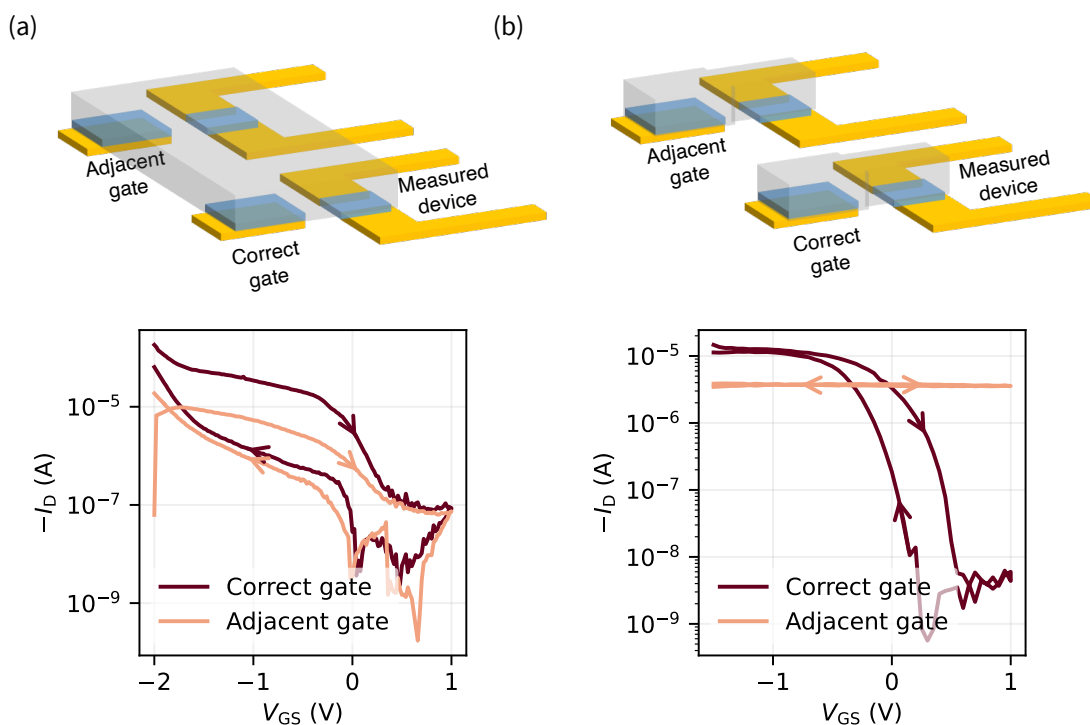 (a)
Adjacent
gate
Measured
device
Correct
gate
(b)
Adjacent
gate
Measured
device
Correct
gate
−I_D (A)
10⁻⁵
10⁻⁷
10⁻⁹
Correct gate
Adjacent gate
−2 −1 0 1
V_GS (V)
−I_D (A)
10⁻⁵
10⁻⁶
10⁻⁷
10⁻⁸
10⁻⁹
Correct gate
Adjacent gate
−1 0 1
V_GS (V)